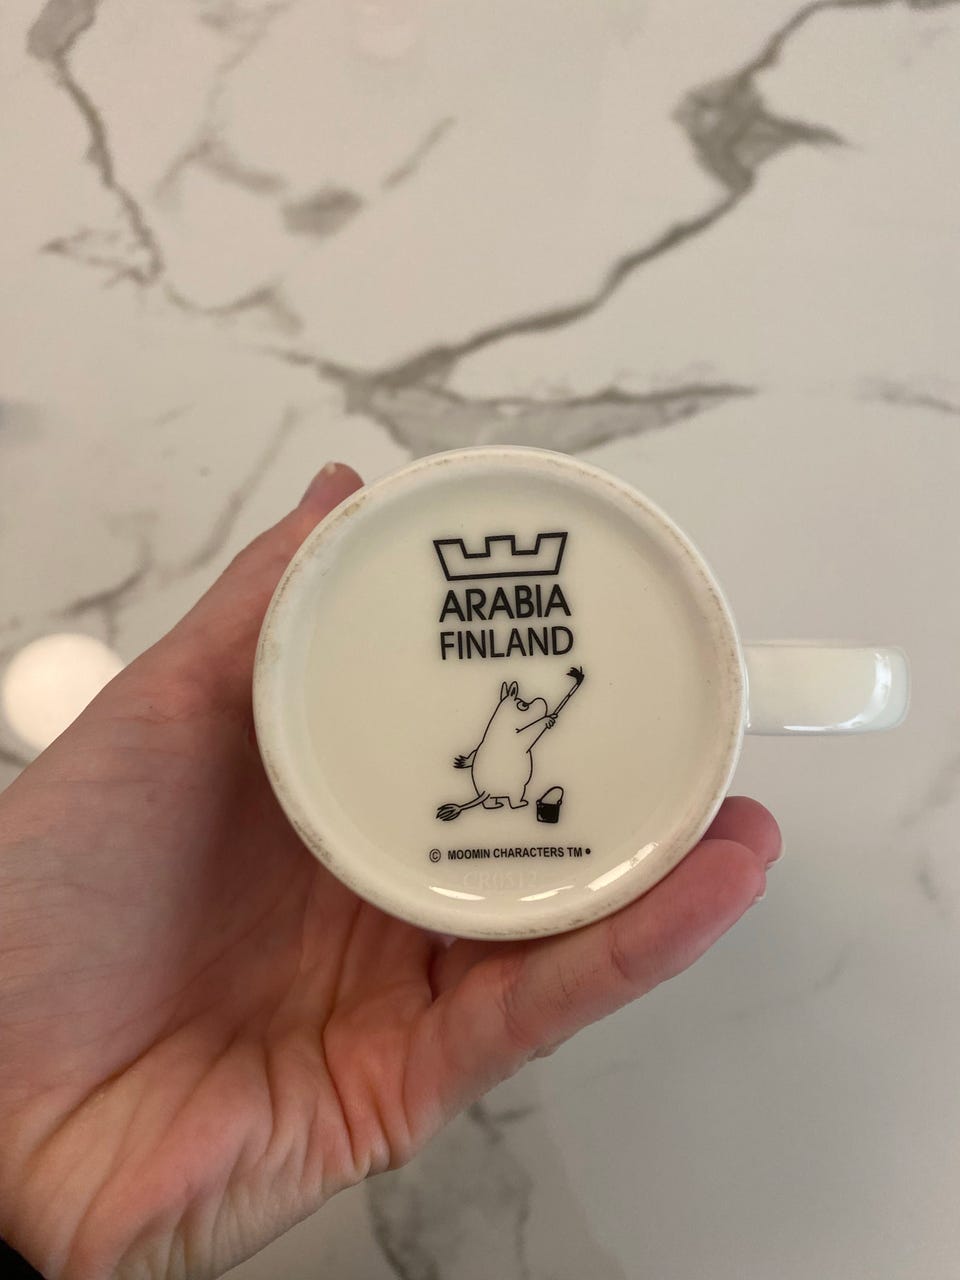 ARABIA
FINLAND
© MOOMIN CHARACTERS TM •